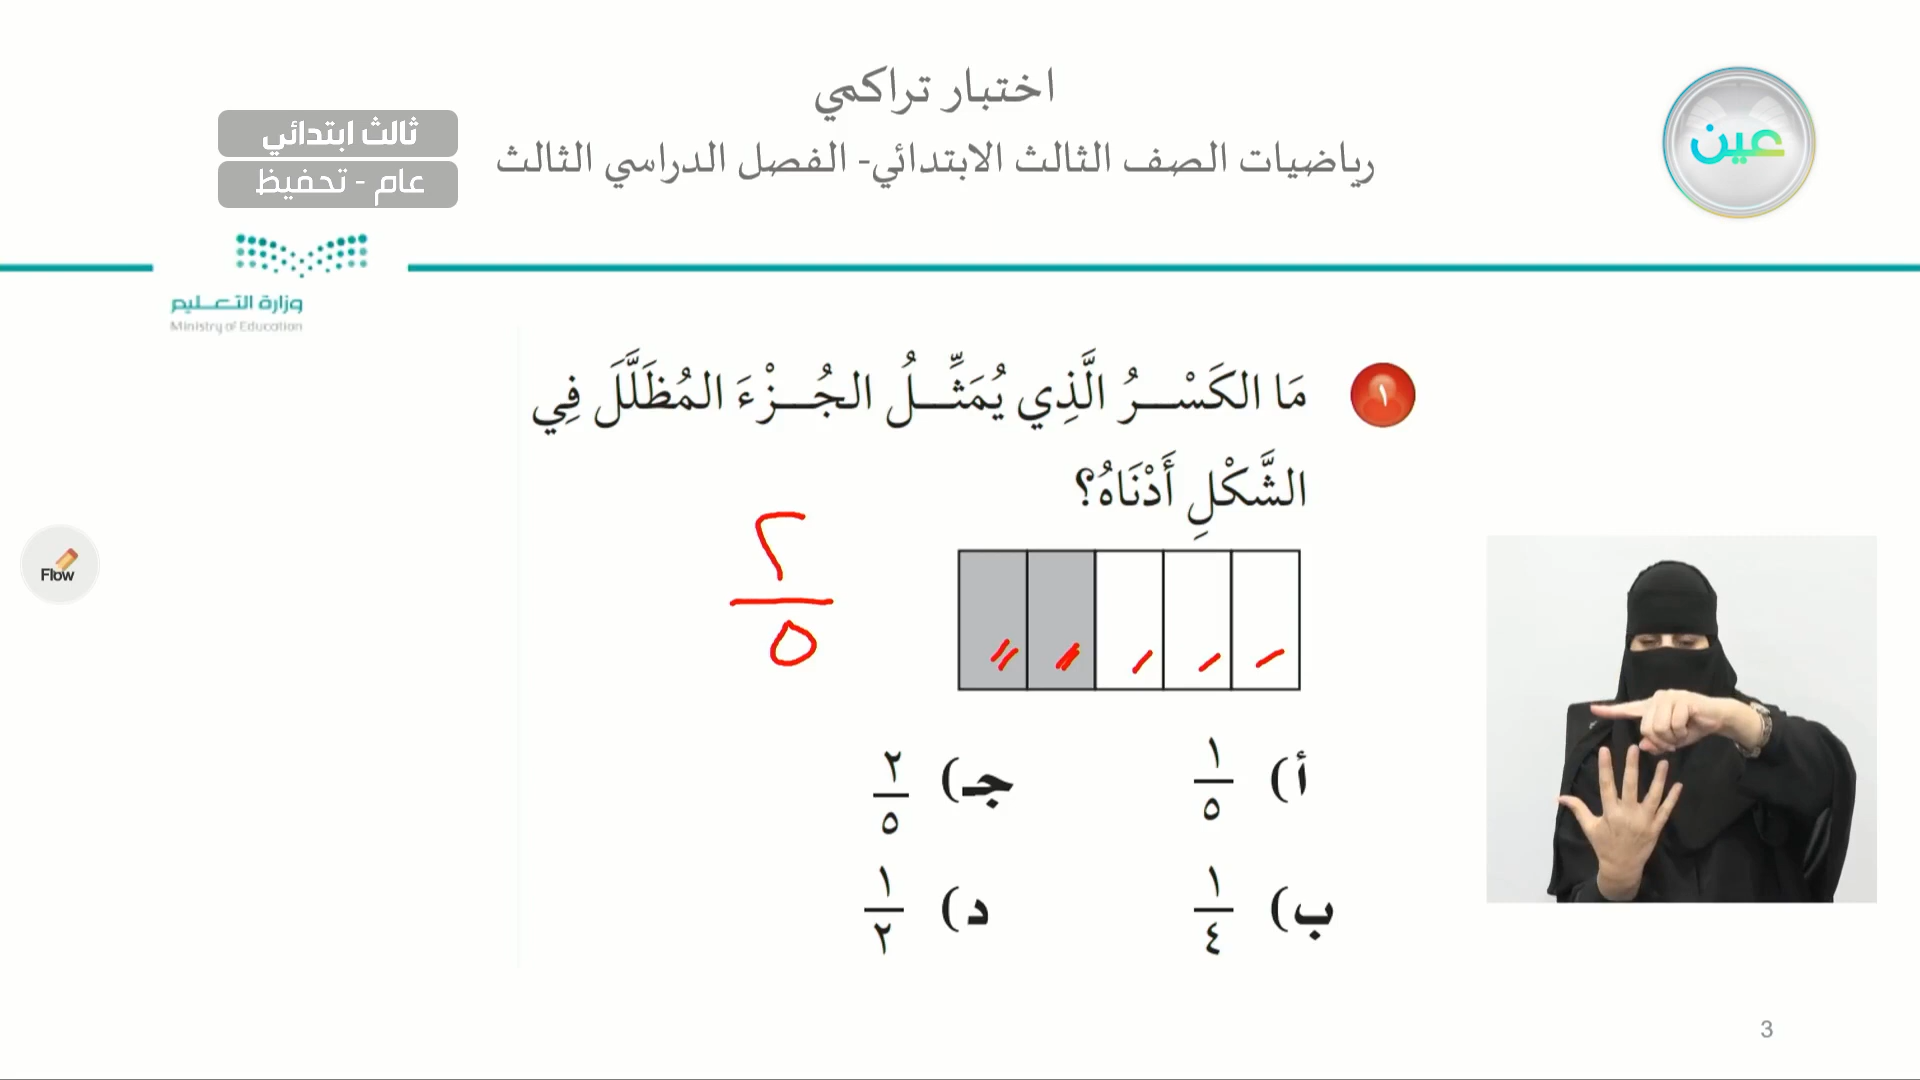 اختبار تراكمي
رياضيات الصف الثالث الابتدائي- الفصل الدراسي الثالث
ثالث ابتدائي
عام - تحفيظ
عين
وزارة التعليم
Ministry of Education
١ مَا الكَسْرُ الَّذِي يُمَثِّلُ الجُزْءَ المُظَلَّلَ فِي
الشَّكْلِ أَدْنَاهُ؟
٢
٥
Flow
أ) ١/٥
جـ) ٢/٥
ب) ١/٤
د) ١/٢
3